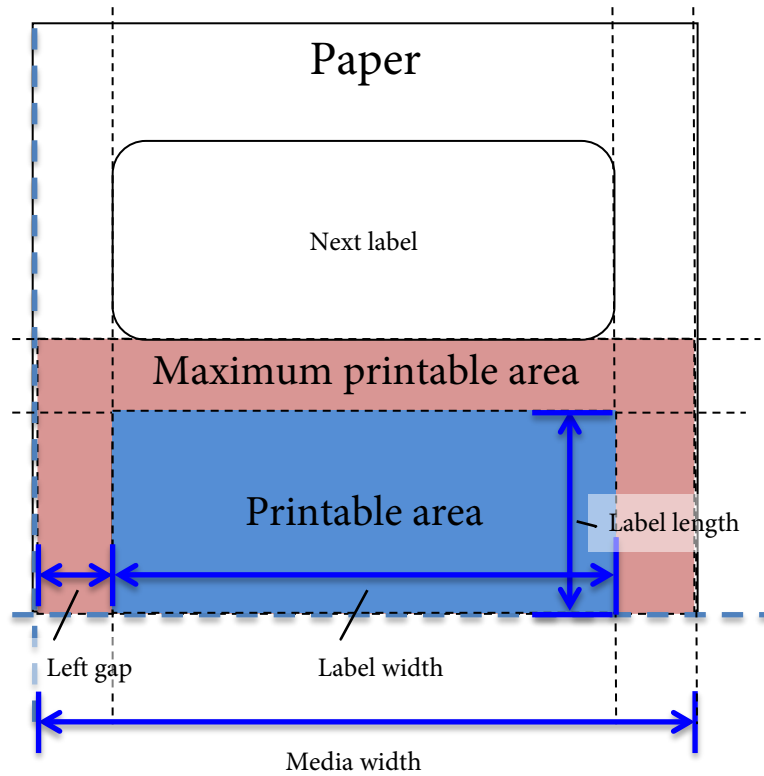 Paper
Next label
Maximum printable area
Printable area
Label length
Left gap
Label width
Media width